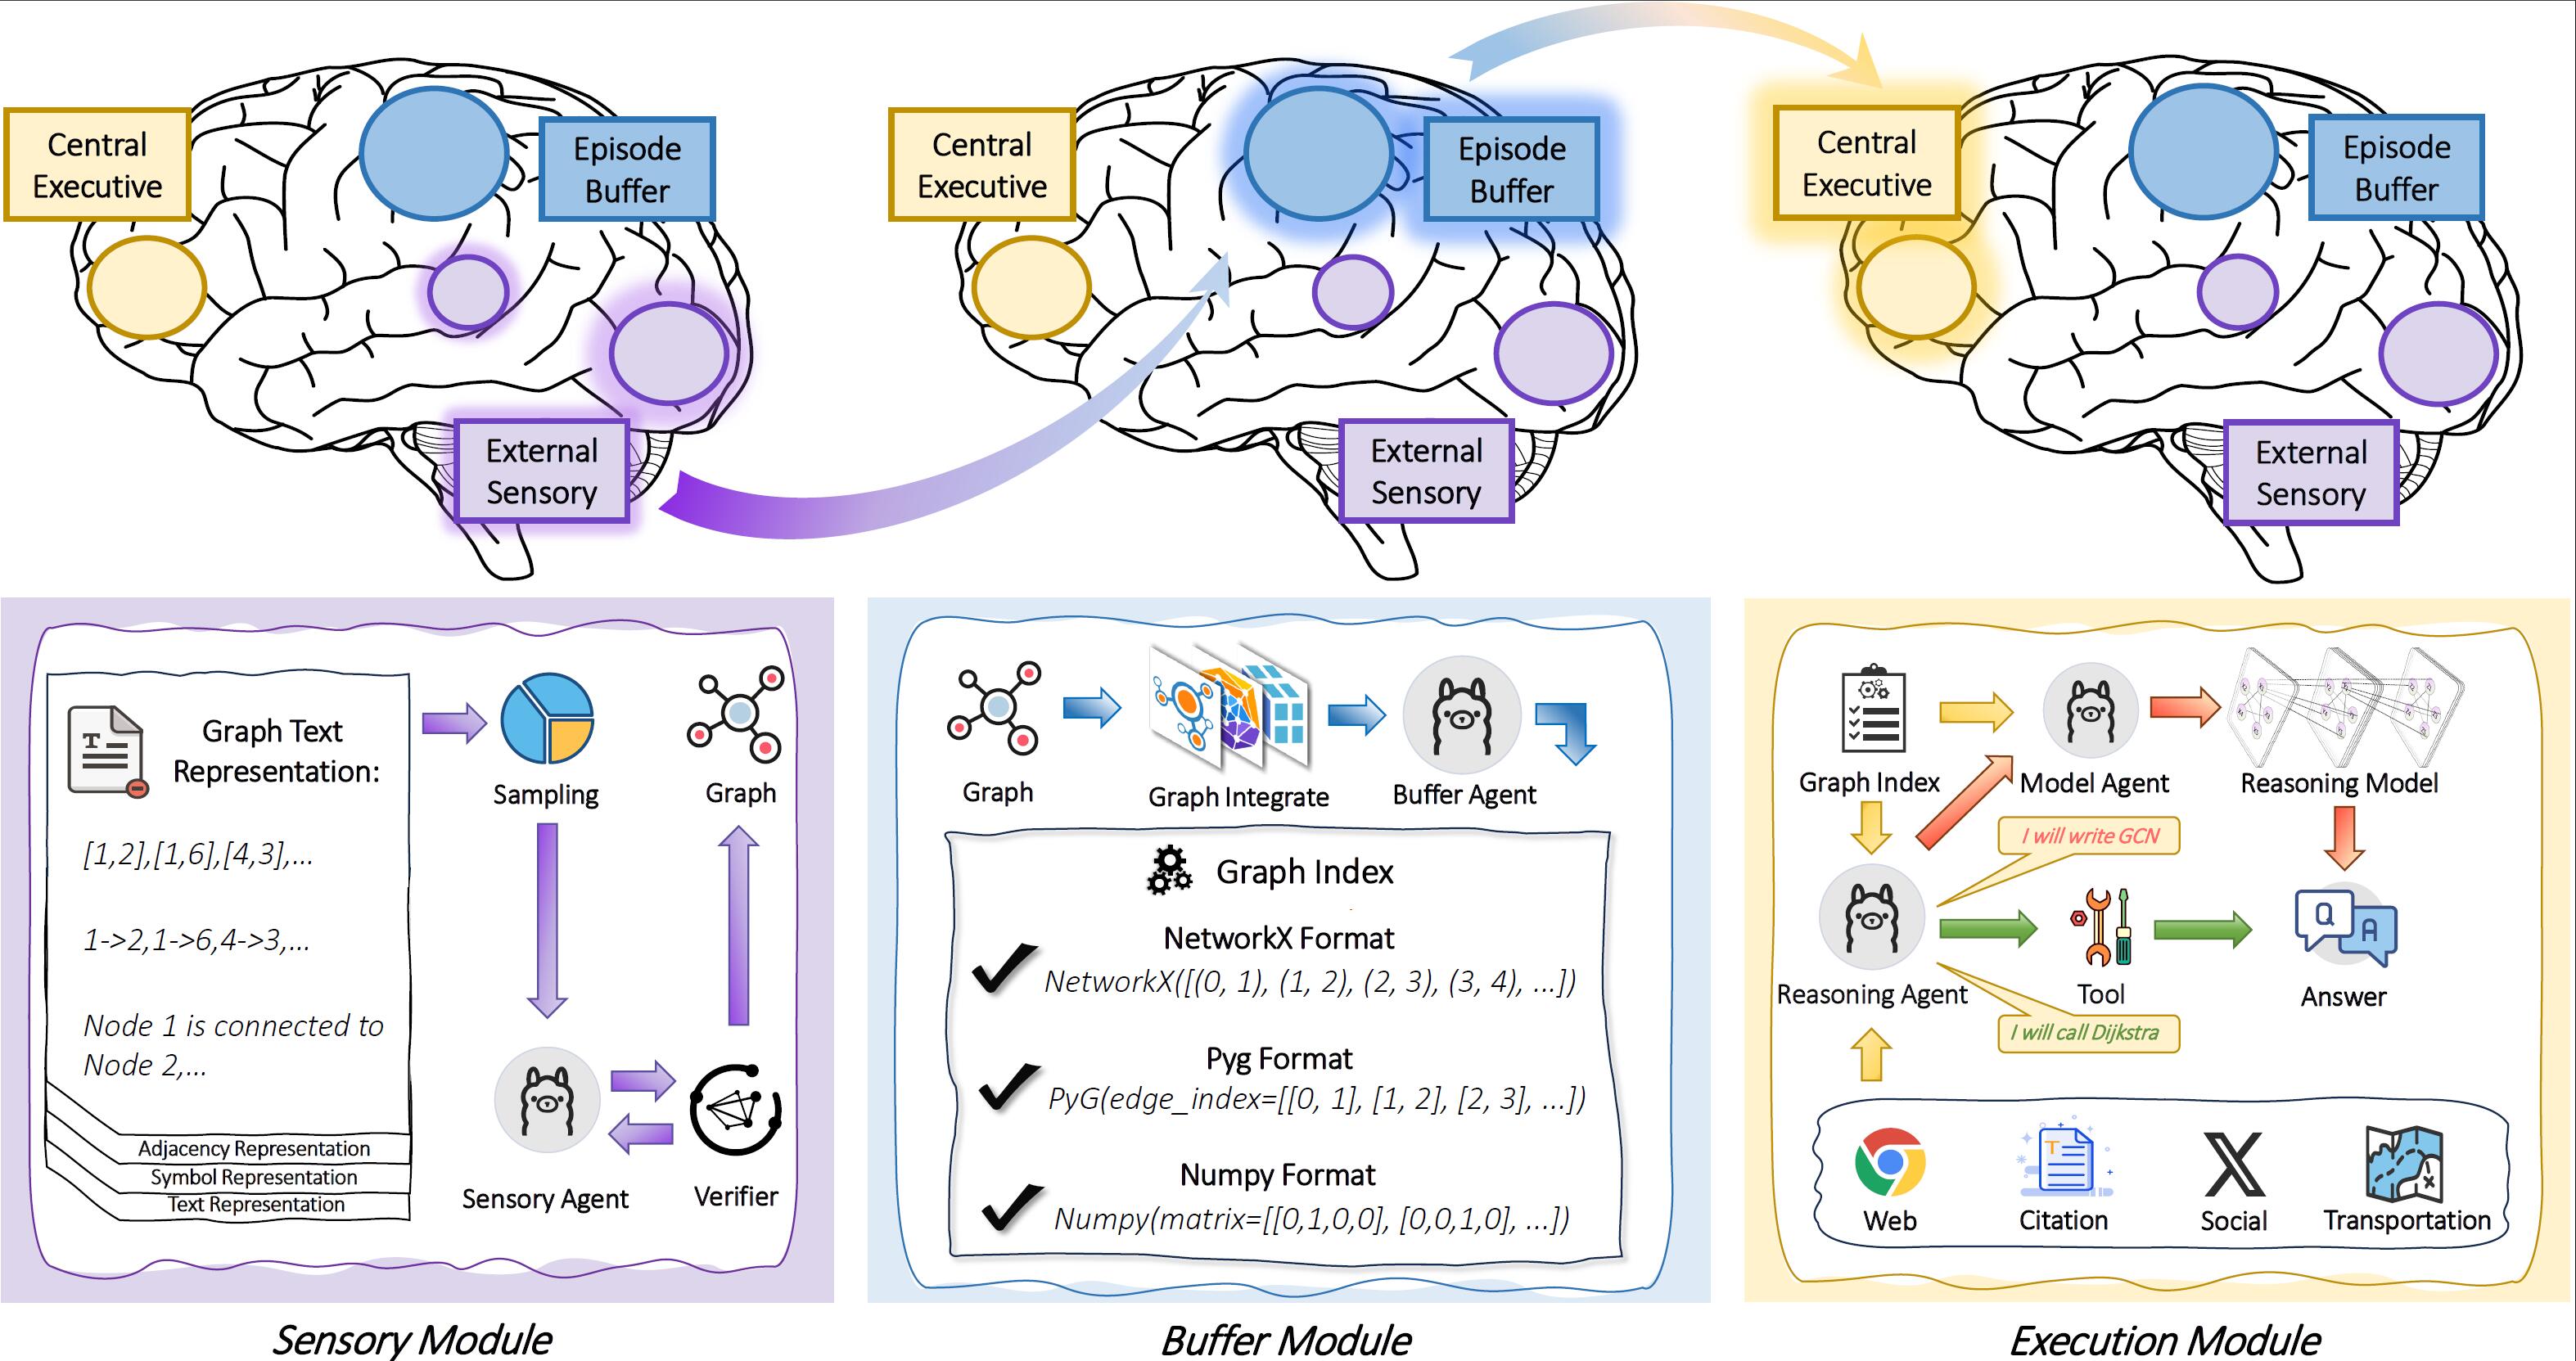 Central
Executive
Episode
Buffer
External
Sensory
Central
Executive
Episode
Buffer
External
Sensory
Central
Executive
Episode
Buffer
External
Sensory
T
Graph Text
Representation:
[1,2],[1,6],[4,3],...
1->2,1->6,4->3,...
Node 1 is connected to
Node 2,...
Adjacency Representation
Symbol Representation
Text Representation
Sampling
Graph
Sensory Agent
Verifier
Sensory Module
Graph
Graph Integrate
Buffer Agent
Graph Index
NetworkX Format
NetworkX([(0, 1), (1, 2), (2, 3), (3, 4), ...])
Pyg Format
PyG(edge_index=[[0, 1], [1, 2], [2, 3], ...])
Numpy Format
Numpy(matrix=[[0,1,0,0], [0,0,1,0], ...])
Buffer Module
Graph Index
Model Agent
Reasoning Model
I will write GCN
Reasoning Agent
Tool
Q
A
Answer
I will call Dijkstra
T
Web
Citation
Social
Transportation
Execution Module